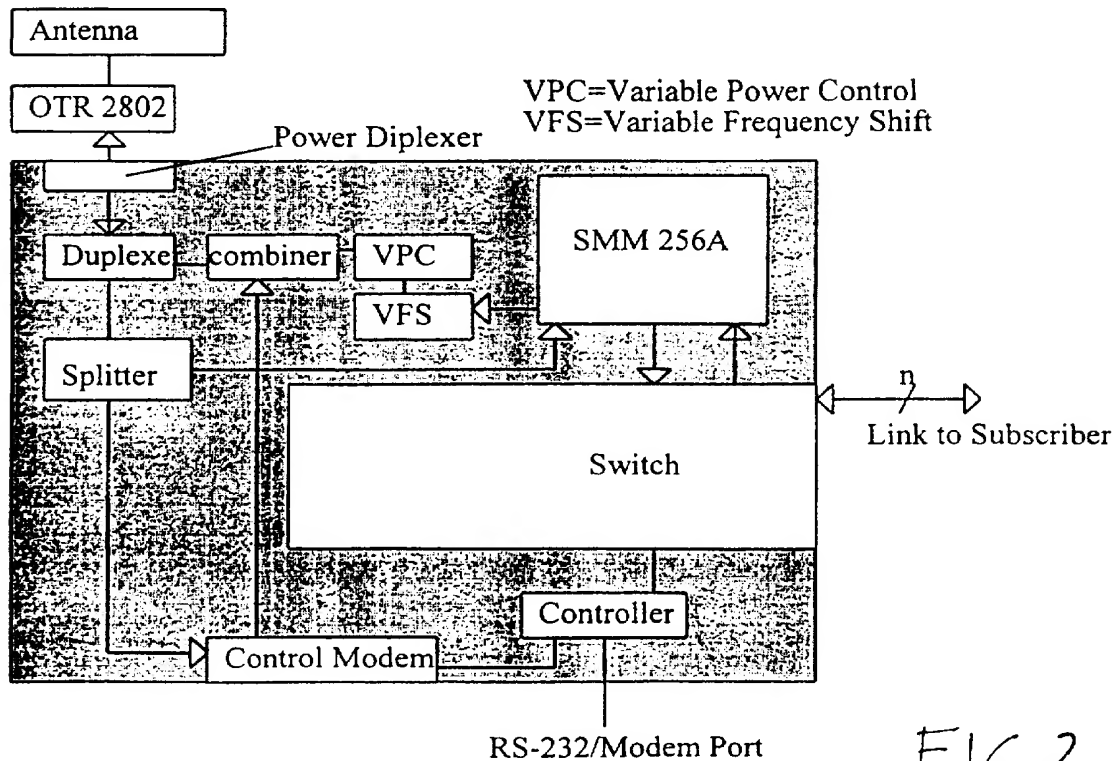 Antenna
OTR 2802
VPC=Variable Power Control
VFS=Variable Frequency Shift
Power Diplexer
Duplexer
combiner
VPC
SMM 256A
VFS
Splitter
n
Link to Subscriber
Switch
Controller
Control Modem
RS-232/Modem Port
FIG 2